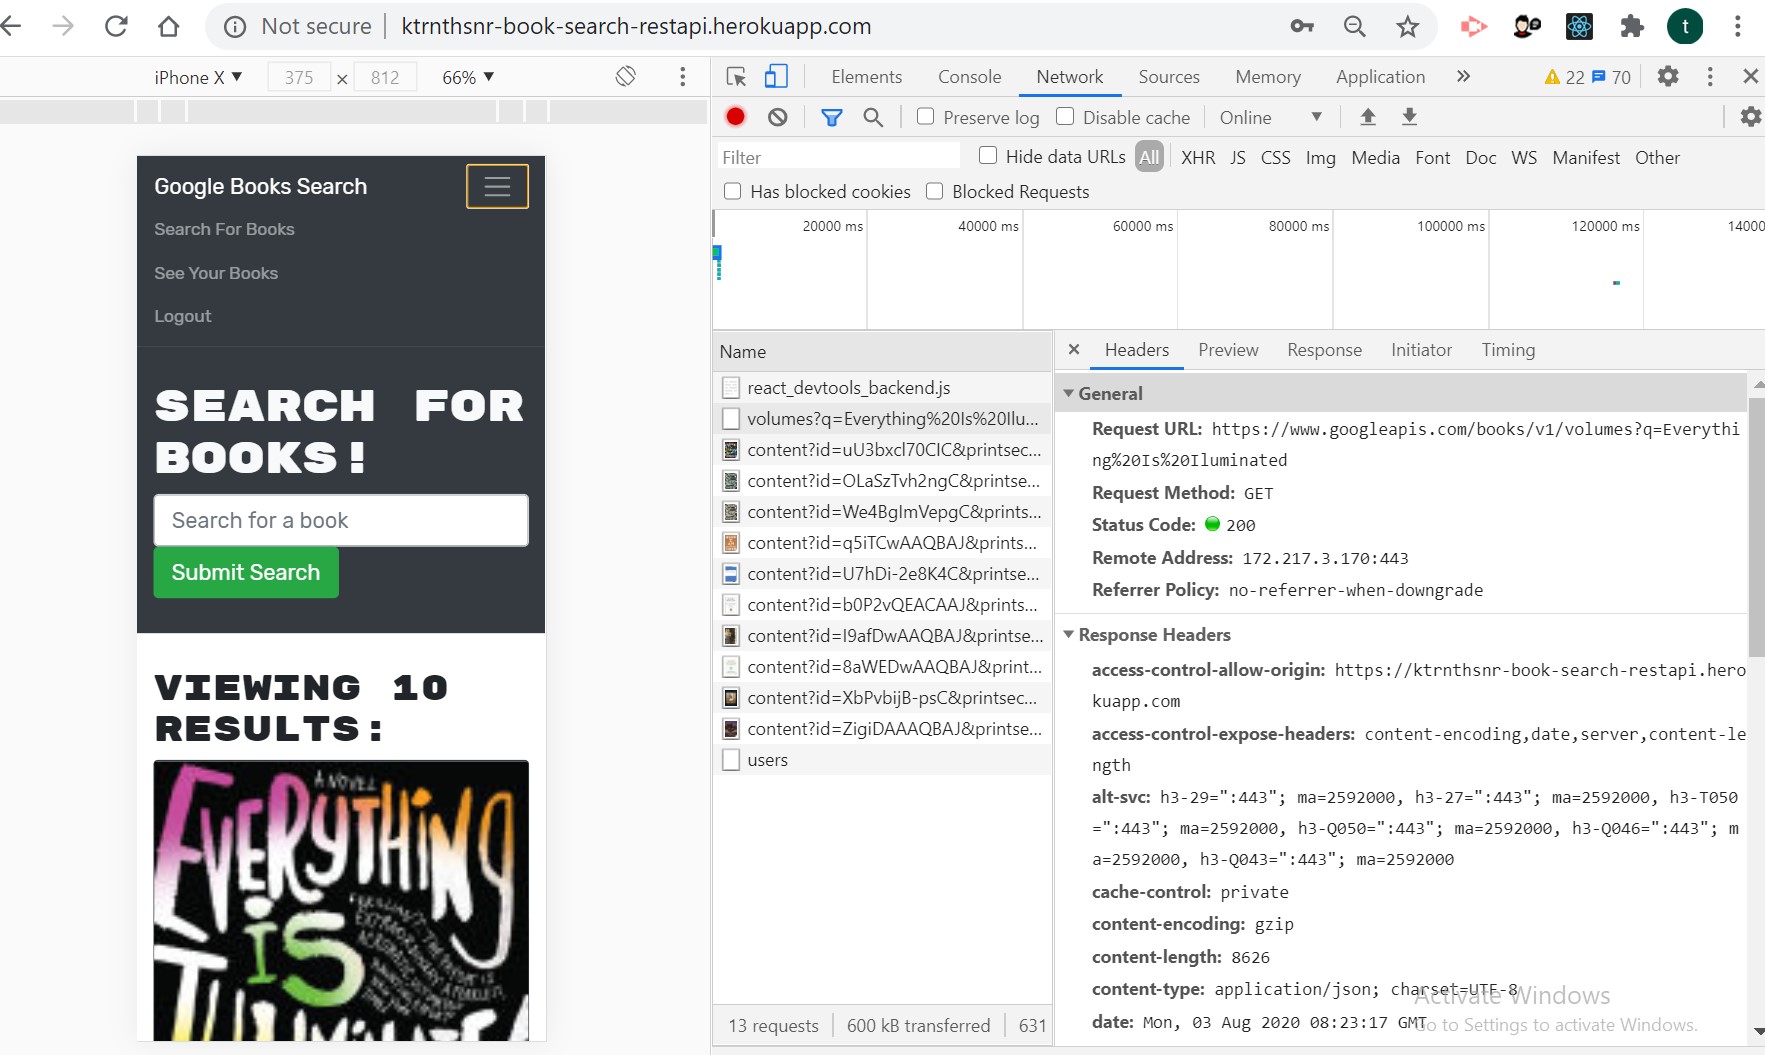 Not secure ktrnthsnr-book-search-restapi.herokuapp.com t
iPhone X 375 x 812 66%
Elements Console Network Sources Memory Application » 22 70
Preserve log Disable cache Online
Filter Hide data URLs All XHR JS CSS Img Media Font Doc WS Manifest Other
Has blocked cookies Blocked Requests
20000 ms 40000 ms 60000 ms 80000 ms 100000 ms 120000 ms 14000
Google Books Search
Search For Books
See Your Books
Logout
SEARCH FOR
BOOKS!
Search for a book
Submit Search
VIEWING 10
RESULTS:
A NOVEL
EVERYTHING
IS
Name
react_devtools_backend.js
volumes?q=Everything%20Is%20Ilu...
content?id=uU3bxcl70CIC&printsec...
content?id=OLaSzTvh2ngC&printse...
content?id=We4BgImVepgC&prints...
content?id=q5iTCwAAQBAJ&prints...
content?id=U7hDi-2e8K4C&printse...
content?id=b0P2vQEACAAJ&prints...
content?id=I9afDwAAQBAJ&printse...
content?id=8aWEDwAAQBAJ&print...
content?id=XbPvbijB-psC&printsec...
content?id=ZigiDAAAQBAJ&printse...
users
13 requests 600 kB transferred 631
Headers Preview Response Initiator Timing
General
Request URL: https://www.googleapis.com/books/v1/volumes?q=Everythi
ng%20Is%20Iluminated
Request Method: GET
Status Code: 200
Remote Address: 172.217.3.170:443
Referrer Policy: no-referrer-when-downgrade
Response Headers
access-control-allow-origin: https://ktrnthsnr-book-search-restapi.hero
kuapp.com
access-control-expose-headers: content-encoding,date,server,content-le
ngth
alt-svc: h3-29=":443"; ma=2592000, h3-27=":443"; ma=2592000, h3-T050
=":443"; ma=2592000, h3-Q050=":443"; ma=2592000, h3-Q046=":443"; m
a=2592000, h3-Q043=":443"; ma=2592000
cache-control: private
content-encoding: gzip
content-length: 8626
content-type: application/json; charset=UTF-8
date: Mon, 03 Aug 2020 08:23:17 GMT
Activate Windows
Go to Settings to activate Windows.